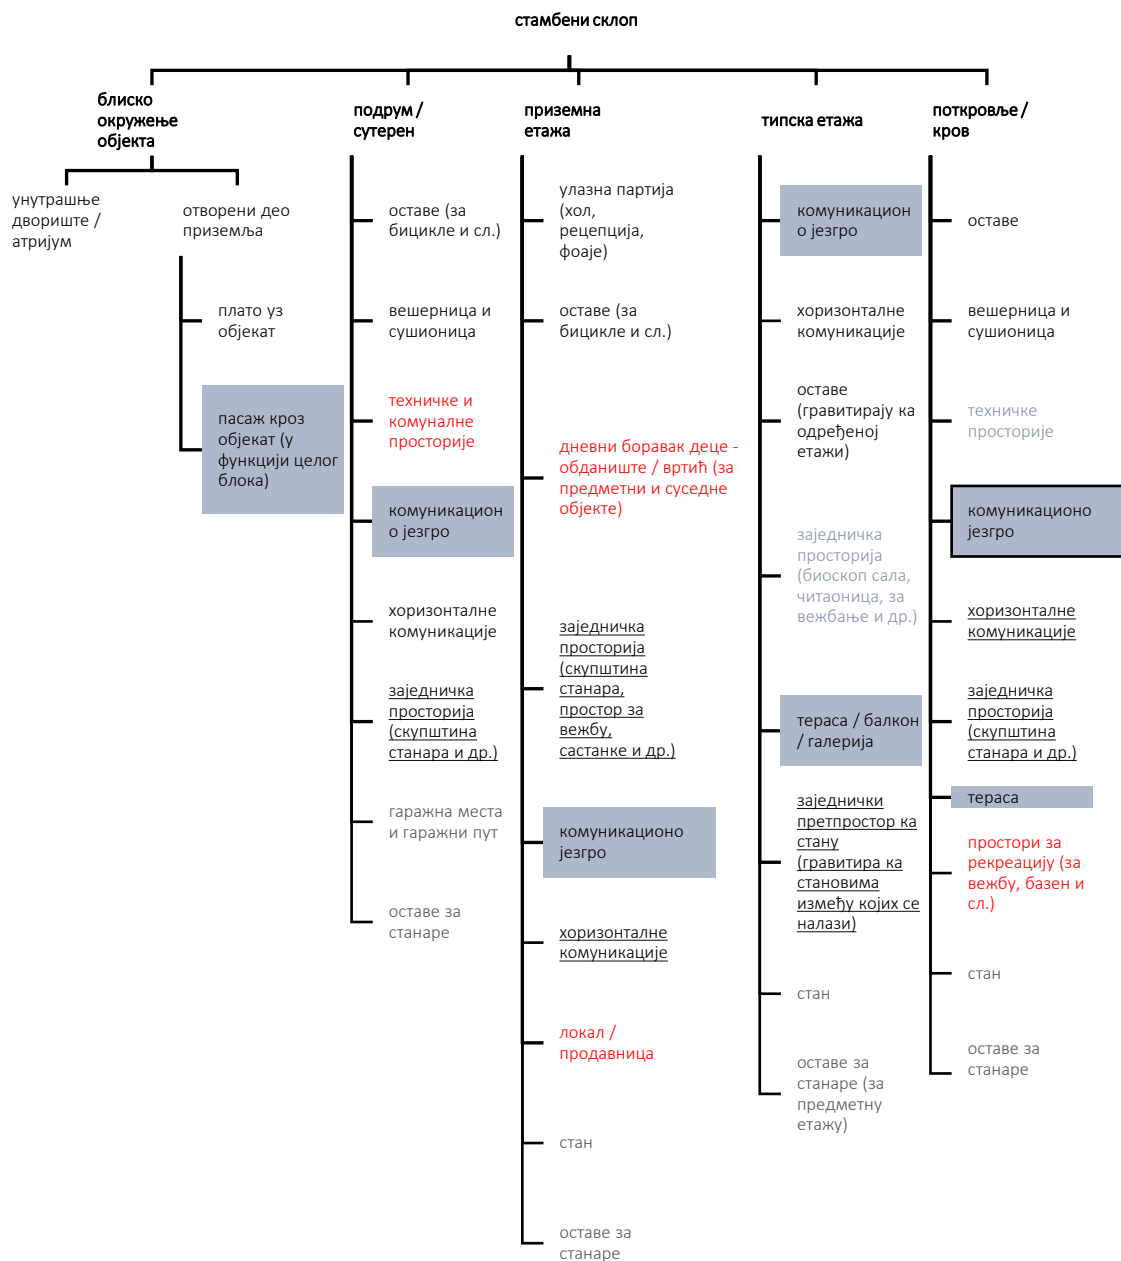 стамбени склоп
блиско
окружење
објекта
унутрашње
двориште /
атријум
отворени део
приземља
плато уз
објекат
пасаж кроз
објекат (у
функцији целог
блока)
подрум /
сутерен
оставе (за
бицикле и сл.)
вешерница и
сушионица
техничке и
комуналне
просторије
комуникацион
о језгро
хоризонталне
комуникације
заједничка
просторија
(скупштина
станара и др.)
гаражна места
и гаражни пут
оставе за
станаре
приземна
етажа
улазна партија
(хол,
рецепција,
фоаје)
оставе (за
бицикле и сл.)
дневни боравак деце -
обданиште / вртић (за
предметни и суседне
објекте)
заједничка
просторија
(скупштина
станара,
простор за
вежбу,
састанке и др.)
комуникационо
језгро
хоризонталне
комуникације
локал /
продавница
стан
оставе за
станаре
типска етажа
комуникацион
о језгро
хоризонталне
комуникације
оставе
(гравитирају ка
одређеној
етажи)
заједничка
просторија
(биоскоп сала,
читаоница, за
вежбање и др.)
тераса / балкон
/ галерија
заједнички
претпростор ка
стану
(гравитира ка
становима
између којих се
налази)
стан
оставе за
станаре (за
предметну
етажу)
поткровље /
кров
оставе
вешерница и
сушионица
техничке
просторије
комуникационо
језгро
хоризонталне
комуникације
заједничка
просторија
(скупштина
станара и др.)
тераса
простори за
рекреацију (за
вежбу, базен и
сл.)
стан
оставе за
станаре